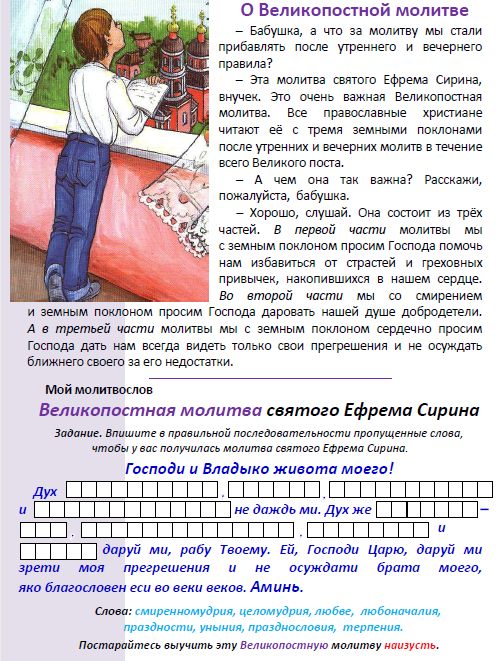 О Великопостной молитве
– Бабушка, а что за молитву мы стали
прибавлять после утреннего и вечернего
правила?
– Эта молитва святого Ефрема Сирина,
внучек. Это очень важная Великопостная
молитва. Все православные христиане
читают её с тремя земными поклонами
после утренних и вечерних молитв в течение
всего Великого поста.
– А чем она так важна? Расскажи,
пожалуйста, бабушка.
– Хорошо, слушай. Она состоит из трёх
частей. В первой части молитвы мы
с земным поклоном просим Господа помочь
нам избавиться от страстей и греховных
привычек, накопившихся в нашем сердце.
Во второй части мы со смирением
и земным поклоном просим Господа даровать нашей душе добродетели.
А в третьей части молитвы мы с земным поклоном сердечно просим
Господа дать нам всегда видеть только свои прегрешения и не осуждать
ближнего своего за его недостатки.
Мой молитвослов
Великопостная молитва святого Ефрема Сирина
Задание. Впишите в правильной последовательности пропущенные слова,
чтобы у вас получилась молитва святого Ефрема Сирина.
Господи и Владыко живота моего!
Дух , ,
и не даждь ми. Дух же –
, , и
даруй ми, рабу Твоему. Ей, Господи Царю, даруй ми
зрети моя прегрешения и не осуждати брата моего,
яко благословен еси во веки веков. Аминь.
Слова: смиренномудрия, целомудрия, любве, любоначалия,
праздности, уныния, празднословия, терпения.
Постарайтесь выучить эту Великопостную молитву наизусть.